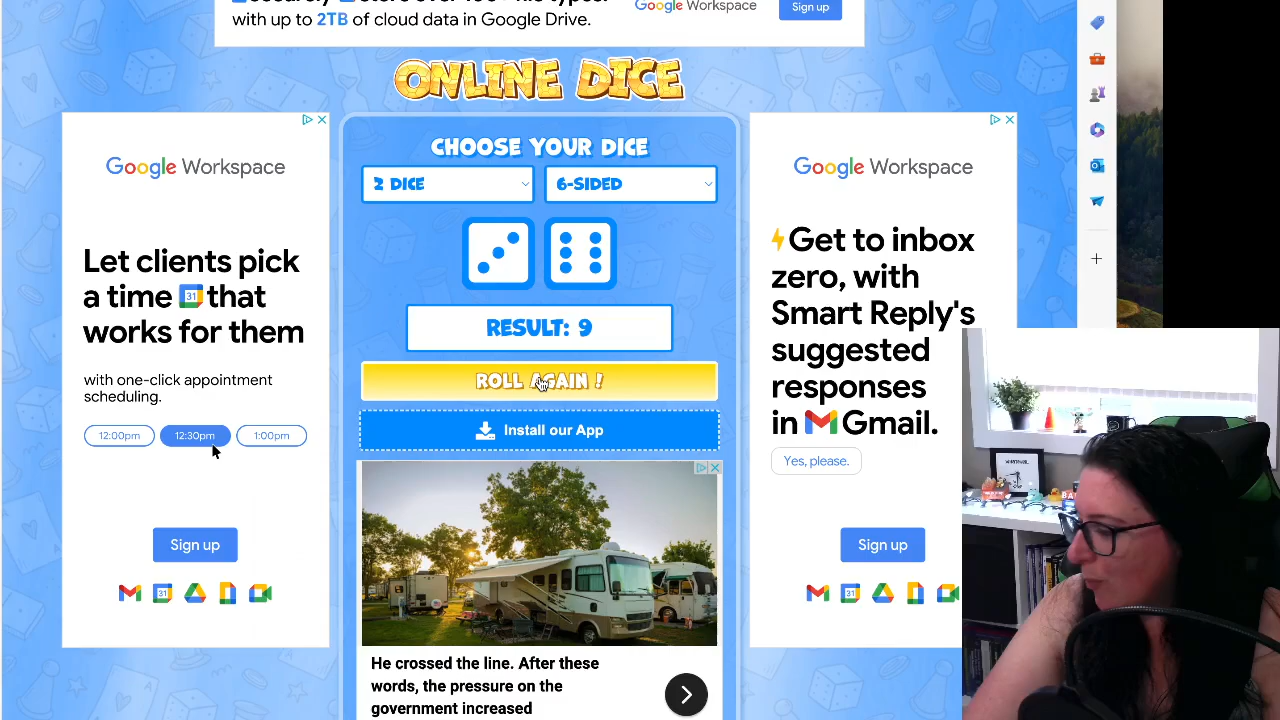 with up to 2TB of cloud data in Google Drive.
Google Workspace
Sign up
ONLINE DICE
Google Workspace
Let clients pick
a time 31 that
works for them
with one-click appointment
scheduling.
12:00pm 12:30pm 1:00pm
Sign up
31
CHOOSE YOUR DICE
2 DICE 6-SIDED
RESULT: 9
ROLL AGAIN !
Install our App
He crossed the line. After these
words, the pressure on the
government increased
Google Workspace
Get to inbox
zero, with
Smart Reply's
suggested
responses
in Gmail.
Yes, please.
Sign up
31